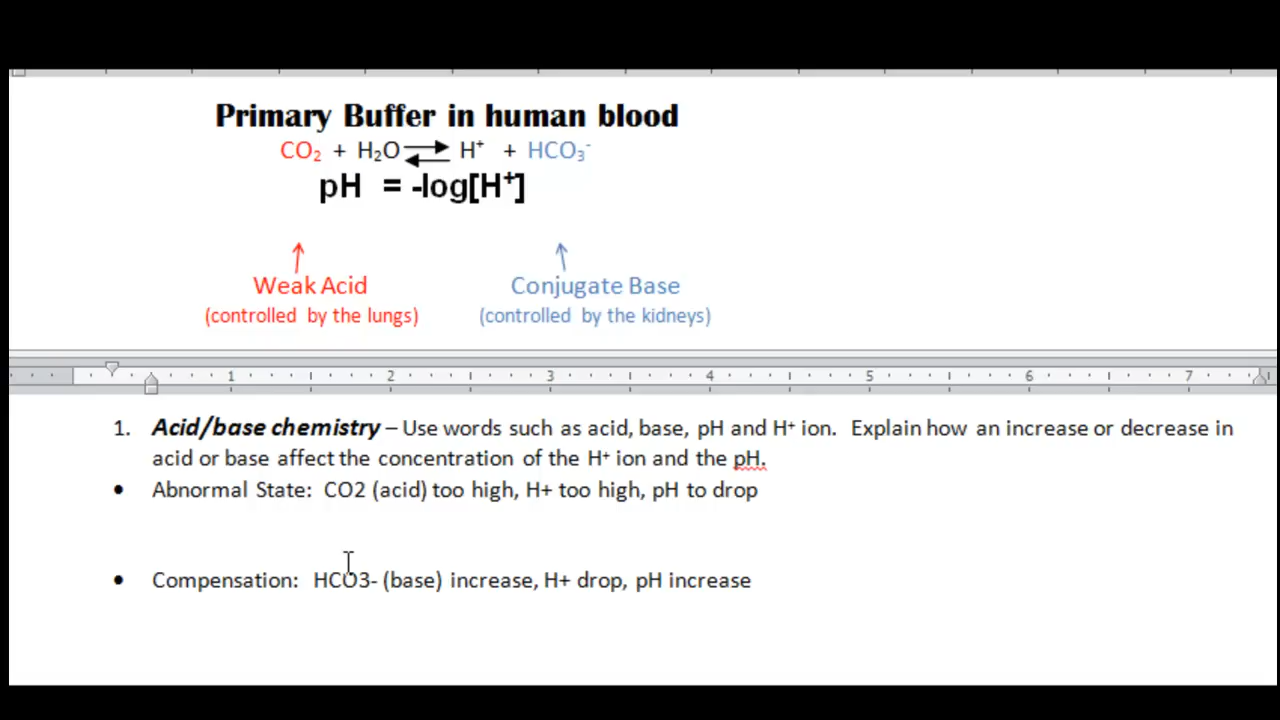 Primary Buffer in human blood
CO₂ + H₂O ⇌ H⁺ + HCO₃⁻
pH = -log[H⁺]
Weak Acid Conjugate Base
(controlled by the lungs) (controlled by the kidneys)
1 2 3 4 5 6 7
1. Acid/base chemistry – Use words such as acid, base, pH and H⁺ ion. Explain how an increase or decrease in
acid or base affect the concentration of the H⁺ ion and the pH.
• Abnormal State: CO2 (acid) too high, H+ too high, pH to drop
• Compensation: HCO3- (base) increase, H+ drop, pH increase